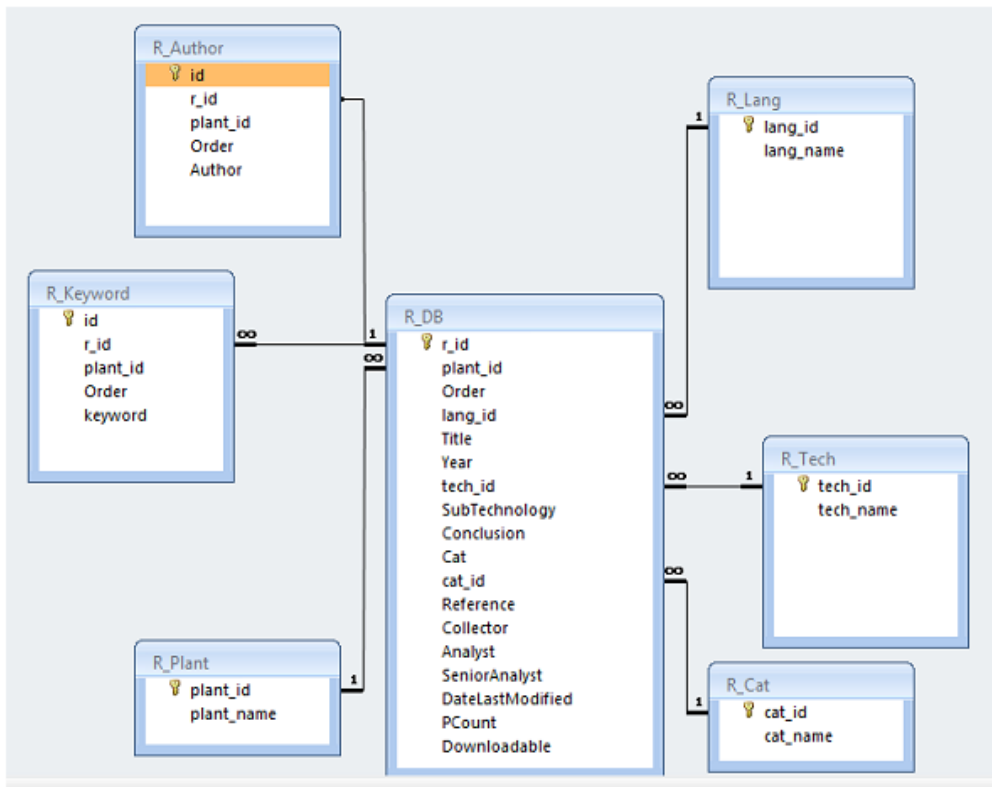 R_Author
id
r_id
plant_id
Order
Author
R_Lang
lang_id
lang_name
1
∞
R_Keyword
id
r_id
plant_id
Order
keyword
∞
1
∞
R_DB
r_id
plant_id
Order
lang_id
Title
Year
tech_id
SubTechnology
Conclusion
Cat
cat_id
Reference
Collector
Analyst
SeniorAnalyst
DateLastModified
PCount
Downloadable
R_Tech
tech_id
tech_name
∞
1
R_Plant
plant_id
plant_name
1
R_Cat
cat_id
cat_name
∞
1